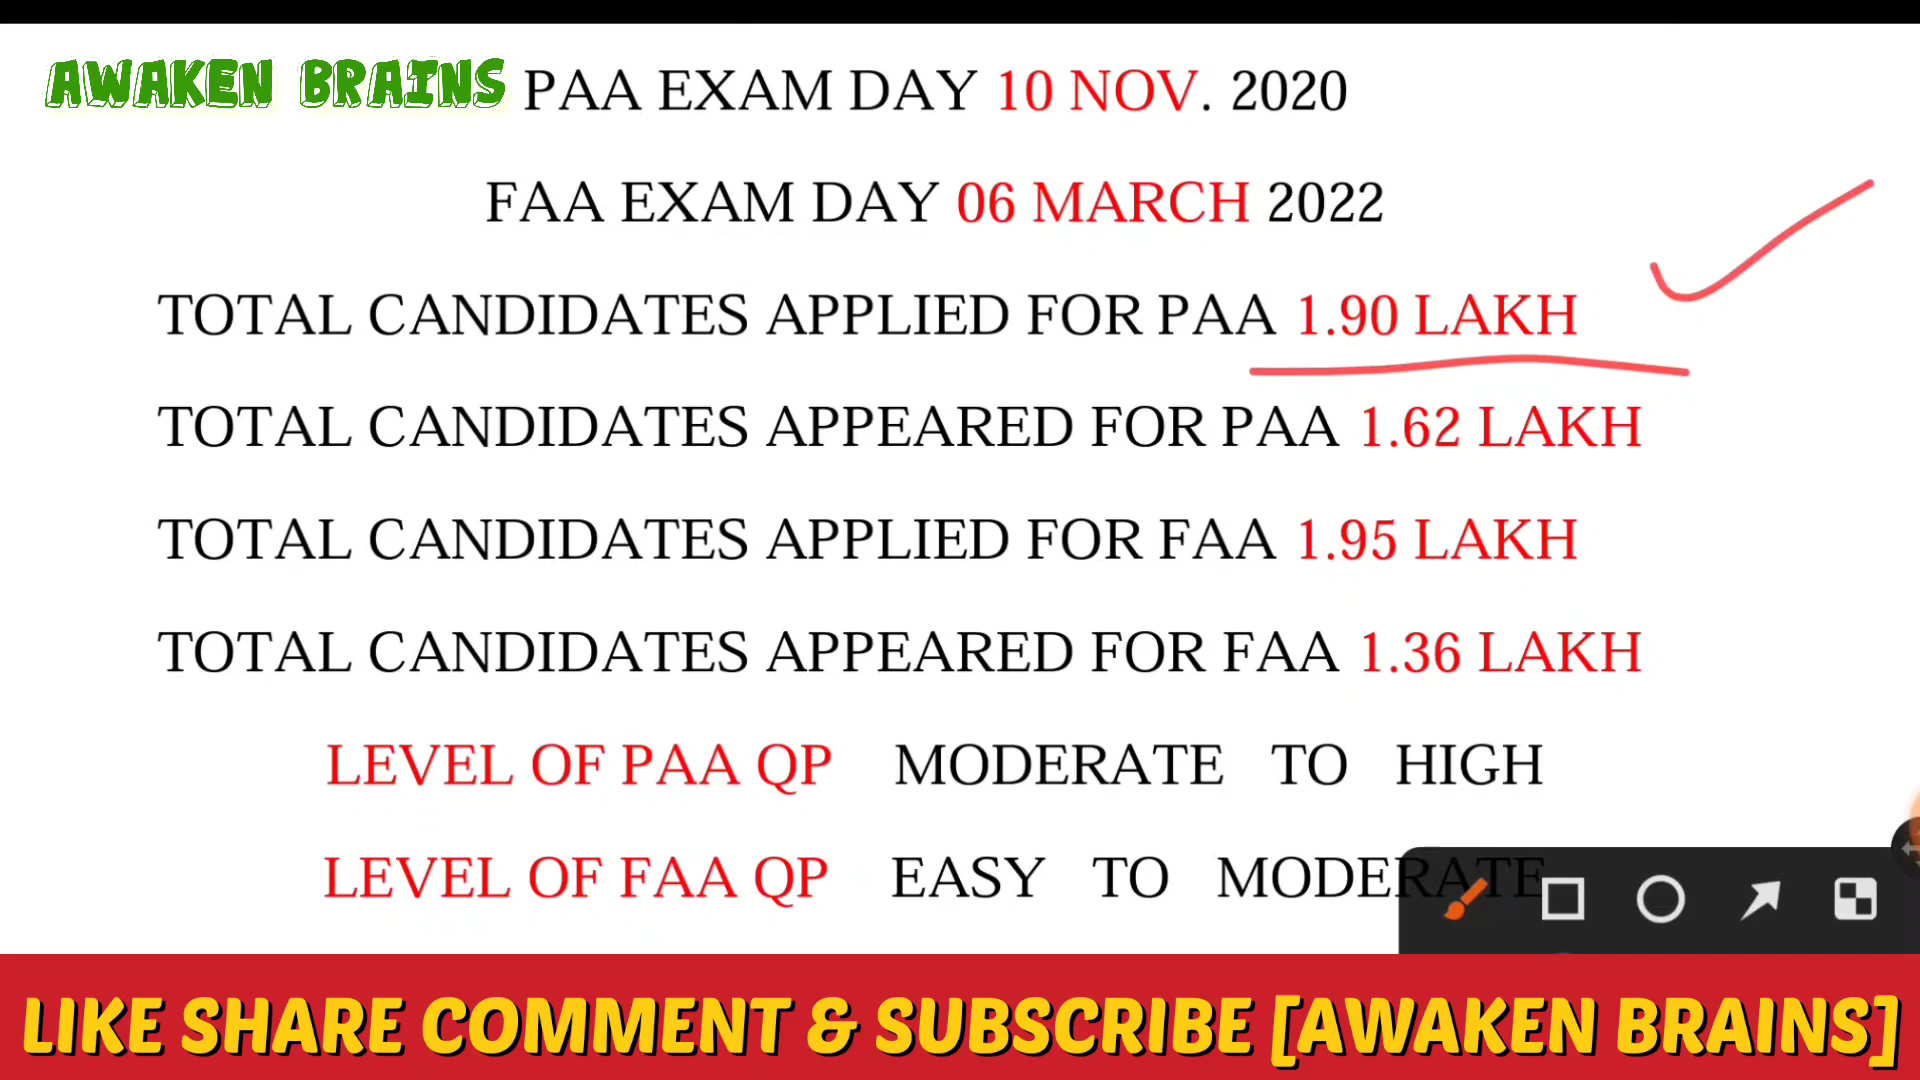 AWAKEN BRAINS PAA EXAM DAY 10 NOV. 2020
FAA EXAM DAY 06 MARCH 2022
TOTAL CANDIDATES APPLIED FOR PAA 1.90 LAKH
TOTAL CANDIDATES APPEARED FOR PAA 1.62 LAKH
TOTAL CANDIDATES APPLIED FOR FAA 1.95 LAKH
TOTAL CANDIDATES APPEARED FOR FAA 1.36 LAKH
LEVEL OF PAA QP MODERATE TO HIGH
LEVEL OF FAA QP EASY TO MODERATE
LIKE SHARE COMMENT & SUBSCRIBE [AWAKEN BRAINS]